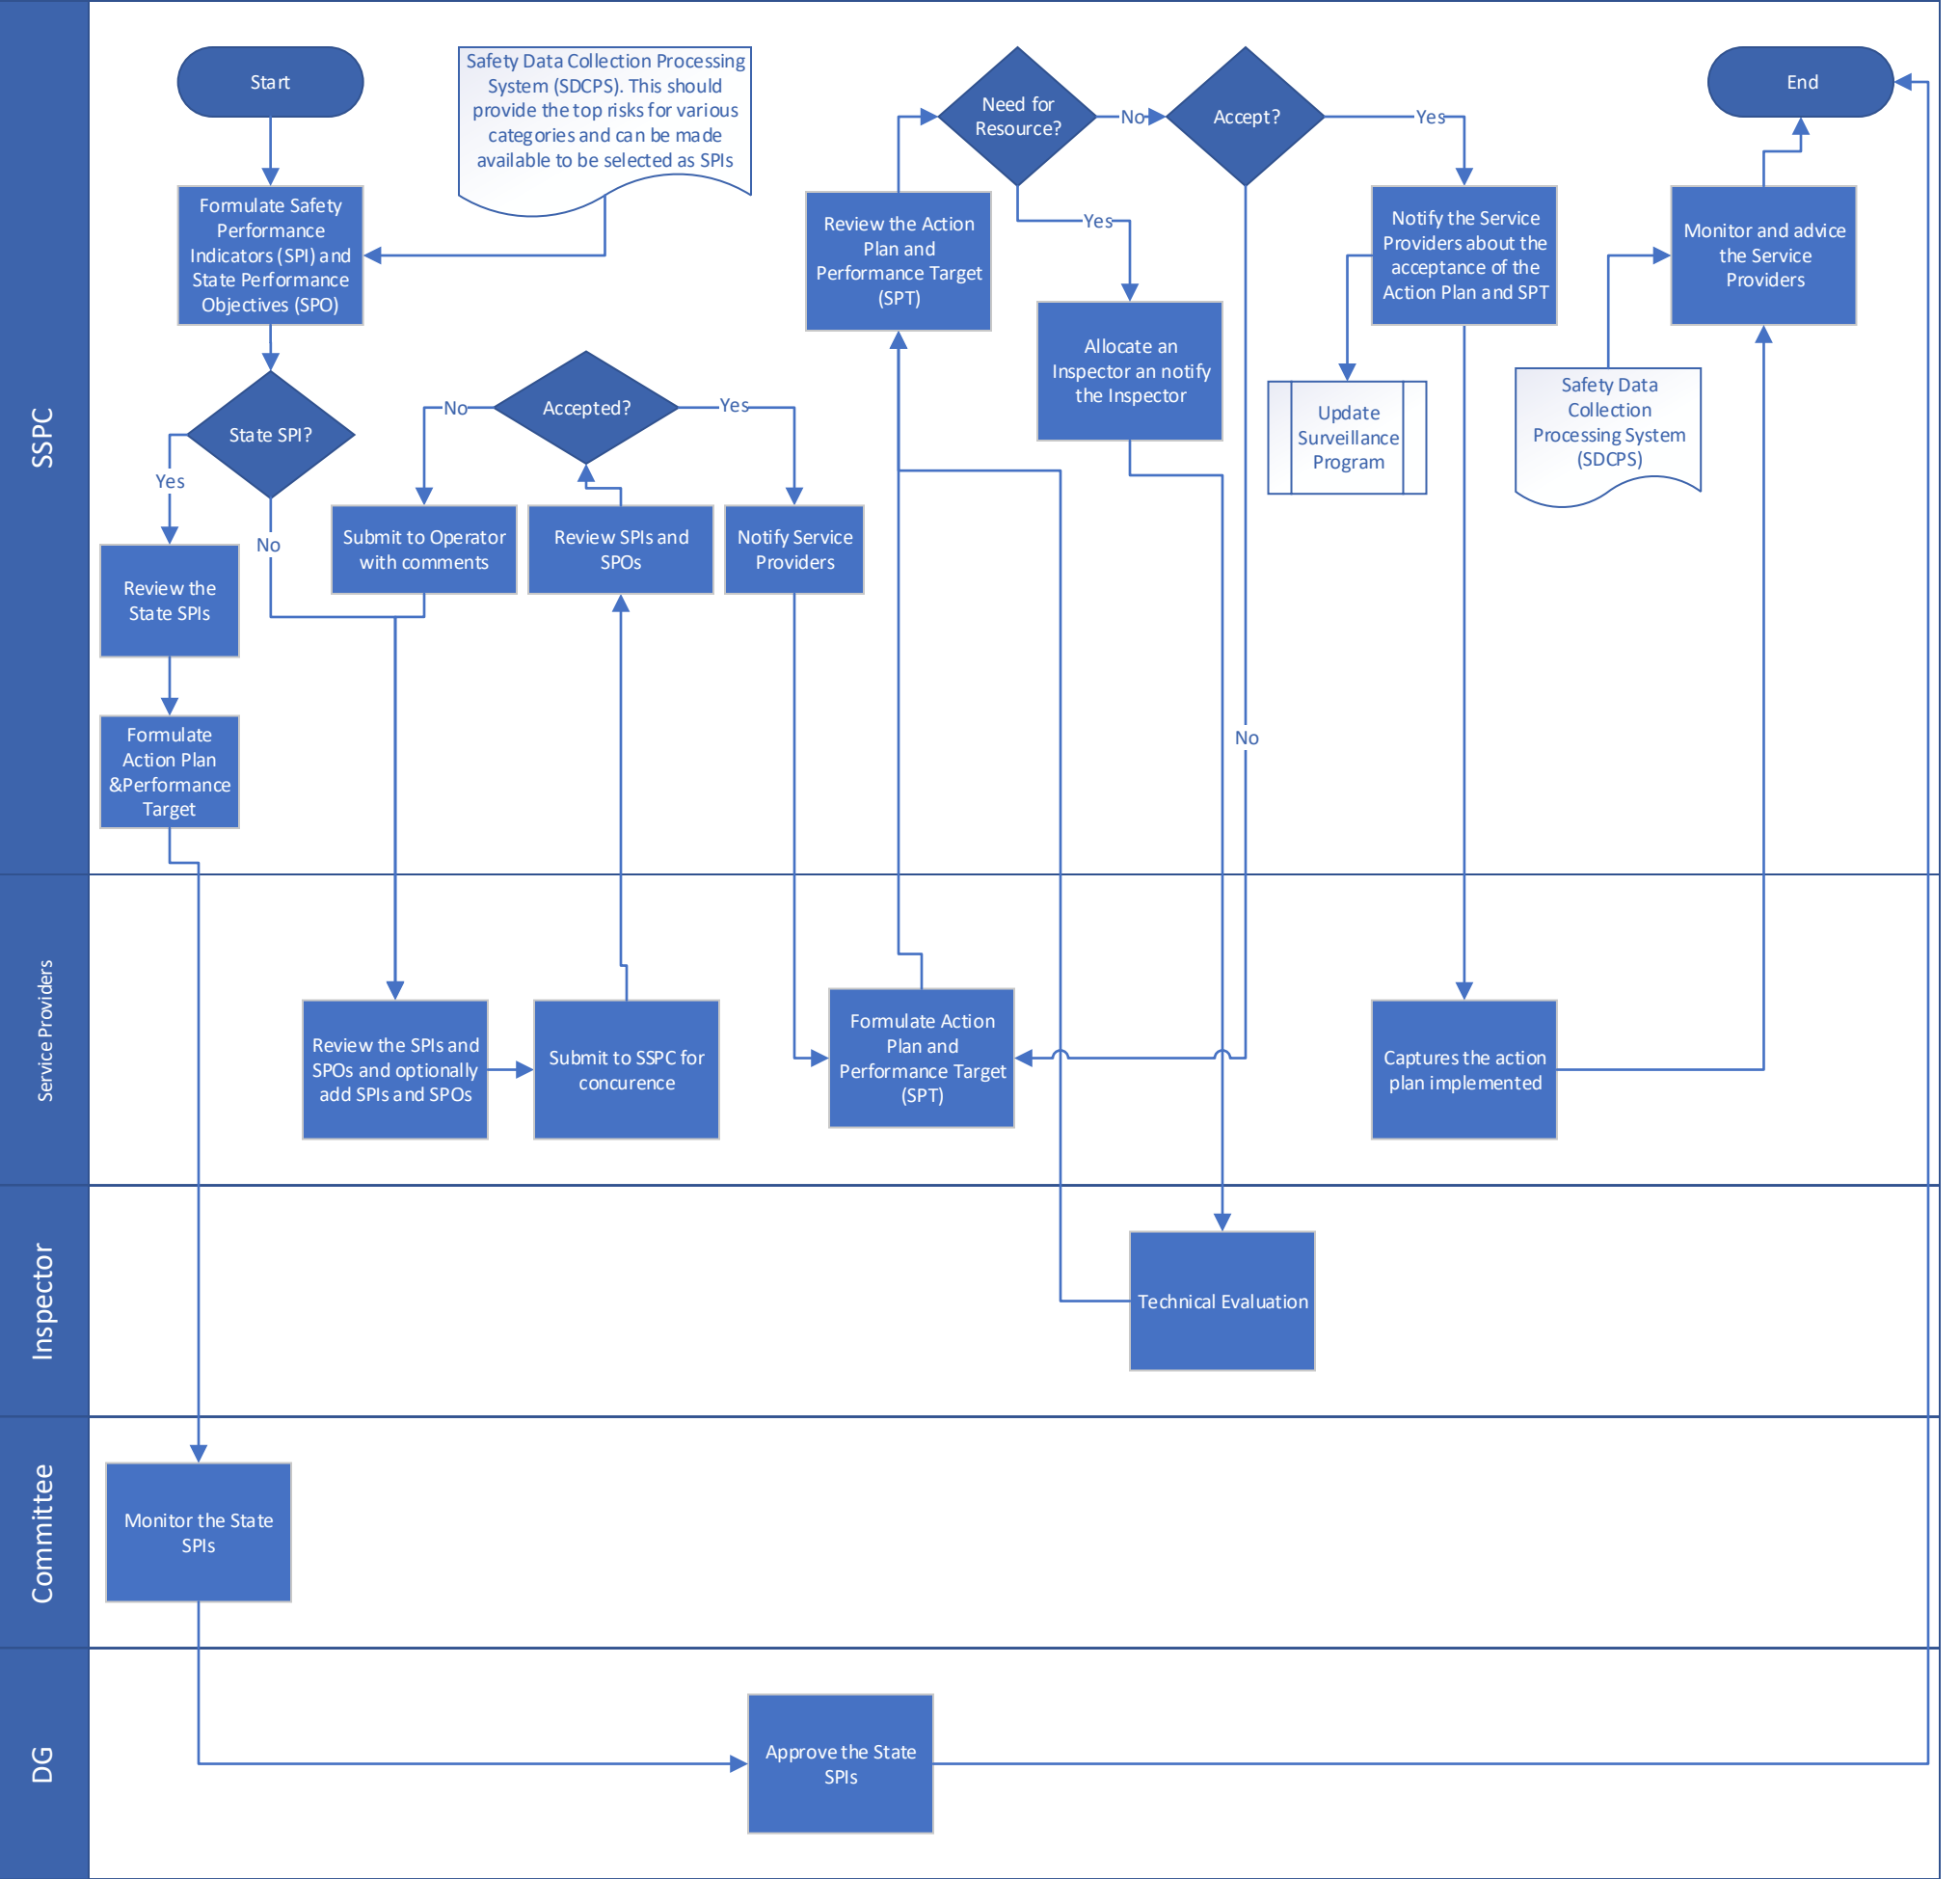 SSPC
Start
Safety Data Collection Processing
System (SDCPS). This should
provide the top risks for various
categories and can be made
available to be selected as SPIs
Need for
Resource?
No
Accept?
Yes
End
Formulate Safety
Performance
Indicators (SPI) and
State Performance
Objectives (SPO)
Review the Action
Plan and
Performance Target
(SPT)
Yes
Notify the Service
Providers about the
acceptance of the
Action Plan and SPT
Monitor and advice
the Service
Providers
Allocate an
Inspector an notify
the Inspector
Update
Surveillance
Program
Safety Data
Collection
Processing System
(SDCPS)
State SPI?
Yes
No
No
Accepted?
Yes
Submit to Operator
with comments
Review SPIs and
SPOs
Notify Service
Providers
Review the
State SPIs
Formulate
Action Plan
&Performance
Target
No
Service Providers
Review the SPIs and
SPOs and optionally
add SPIs and SPOs
Submit to SSPC for
concurence
Formulate Action
Plan and
Performance Target
(SPT)
Captures the action
plan implemented
Inspector
Technical Evaluation
Committee
Monitor the State
SPIs
DG
Approve the State
SPIs